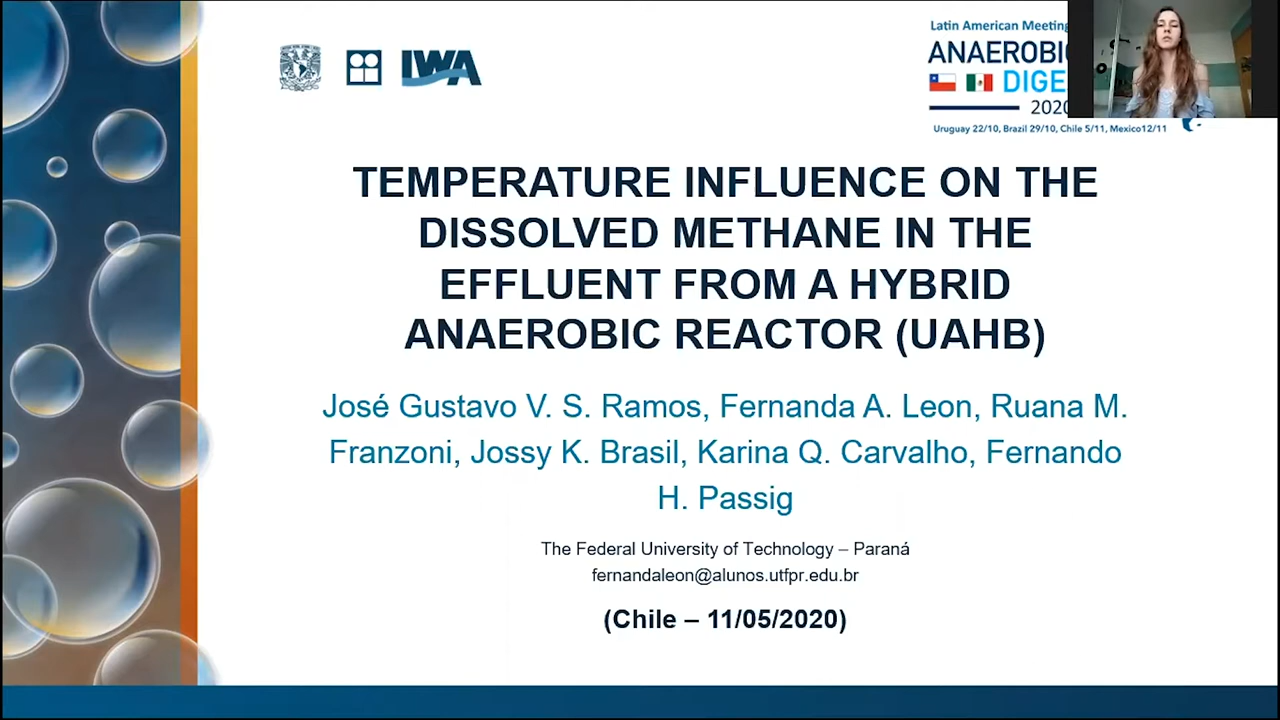 IWA
Latin American Meeting
ANAEROBIC
DIGE
2020
Uruguay 22/10, Brazil 29/10, Chile 5/11, Mexico12/11
TEMPERATURE INFLUENCE ON THE
DISSOLVED METHANE IN THE
EFFLUENT FROM A HYBRID
ANAEROBIC REACTOR (UAHB)
José Gustavo V. S. Ramos, Fernanda A. Leon, Ruana M.
Franzoni, Jossy K. Brasil, Karina Q. Carvalho, Fernando
H. Passig
The Federal University of Technology – Paraná
fernandaleon@alunos.utfpr.edu.br
(Chile – 11/05/2020)